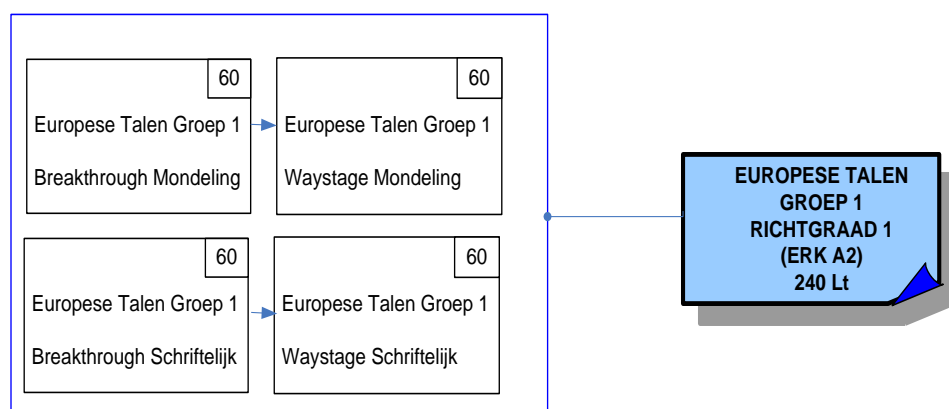 60
Europese Talen Groep 1
Breakthrough Mondeling
60
Europese Talen Groep 1
Waystage Mondeling
60
Europese Talen Groep 1
Breakthrough Schriftelijk
60
Europese Talen Groep 1
Waystage Schriftelijk
EUROPESE TALEN
GROEP 1
RICHTGRAAD 1
(ERK A2)
240 Lt